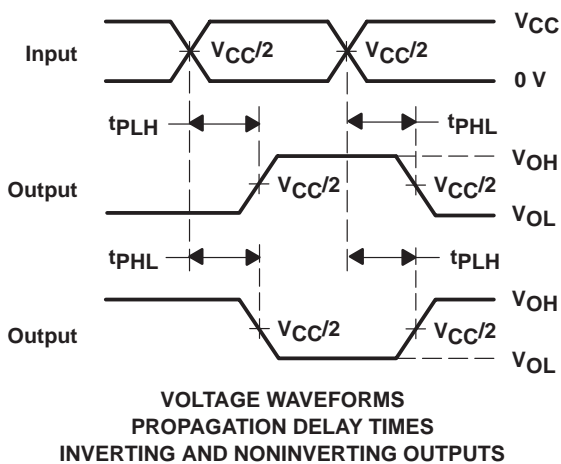 VCC
Input VCC/2 VCC/2
0 V
tPLH tPHL
VOH
Output VCC/2 VCC/2
VOL
tPHL tPLH
VOH
Output VCC/2 VCC/2
VOL
VOLTAGE WAVEFORMS
PROPAGATION DELAY TIMES
INVERTING AND NONINVERTING OUTPUTS